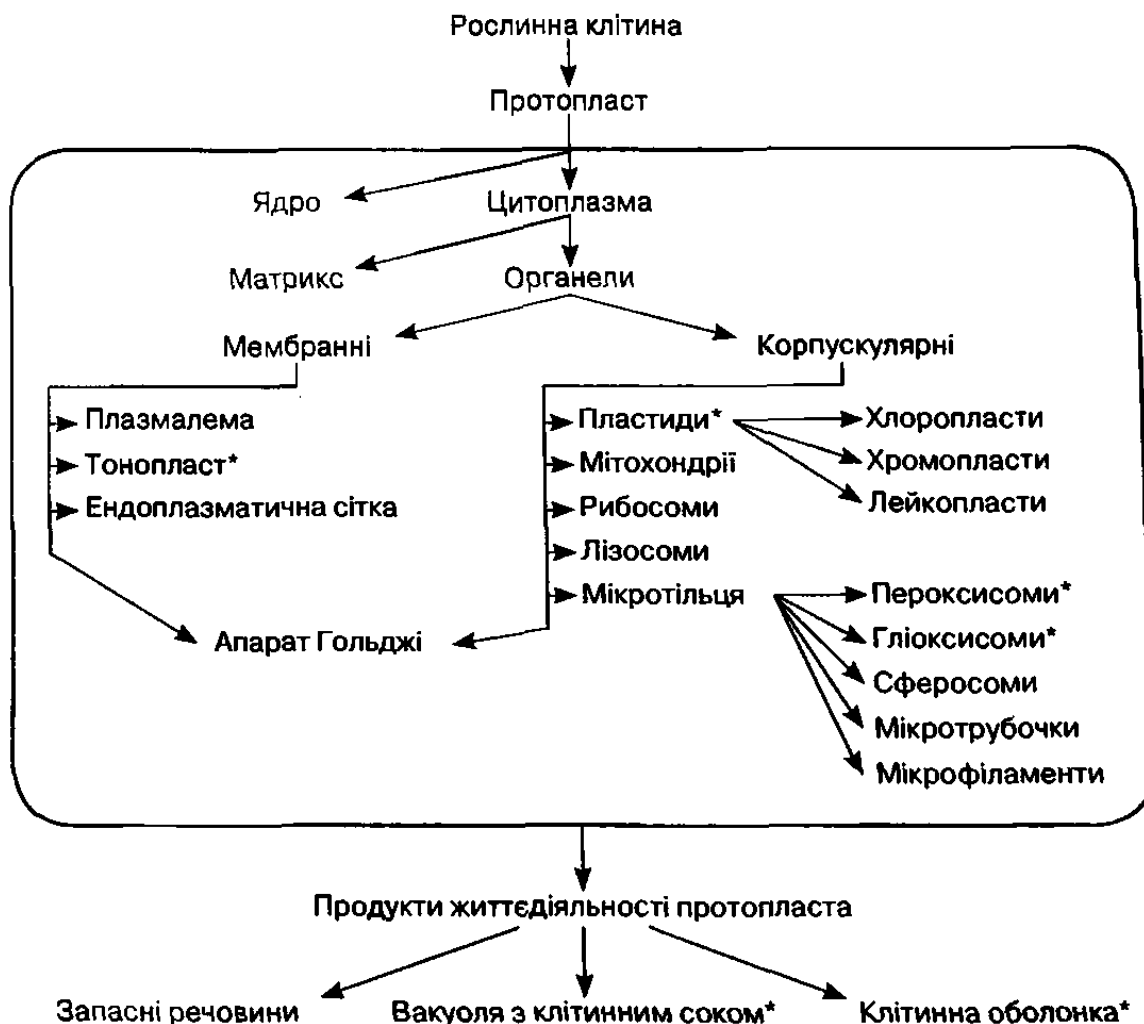 Рослинна клітина
Протопласт
Ядро
Цитоплазма
Матрикс
Органели
Мембранні
Корпускулярні
Плазмалема
Тонопласт*
Ендоплазматична сітка
Апарат Гольджі
Пластиди*
Мітохондрії
Рибосоми
Лізосоми
Мікротільця
Хлоропласти
Хромопласти
Лейкопласти
Пероксисоми*
Гліоксисоми*
Сферосоми
Мікротрубочки
Мікрофіламенти
Продукти життєдіяльності протопласта
Запасні речовини
Вакуоля з клітинним соком*
Клітинна оболонка*